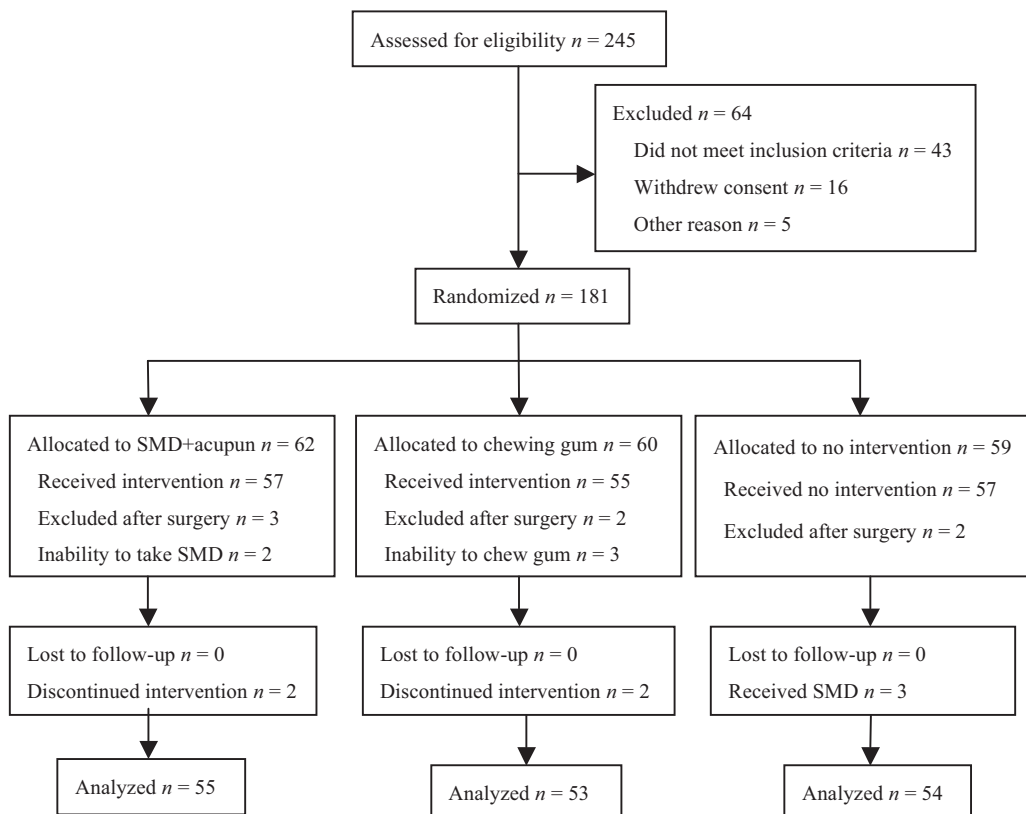 Assessed for eligibility n = 245
Excluded n = 64
Did not meet inclusion criteria n = 43
Withdrew consent n = 16
Other reason n = 5
Randomized n = 181
Allocated to SMD+acupun n = 62
Received intervention n = 57
Excluded after surgery n = 3
Inability to take SMD n = 2
Allocated to chewing gum n = 60
Received intervention n = 55
Excluded after surgery n = 2
Inability to chew gum n = 3
Allocated to no intervention n = 59
Received no intervention n = 57
Excluded after surgery n = 2
Lost to follow-up n = 0
Discontinued intervention n = 2
Lost to follow-up n = 0
Discontinued intervention n = 2
Lost to follow-up n = 0
Received SMD n = 3
Analyzed n = 55
Analyzed n = 53
Analyzed n = 54